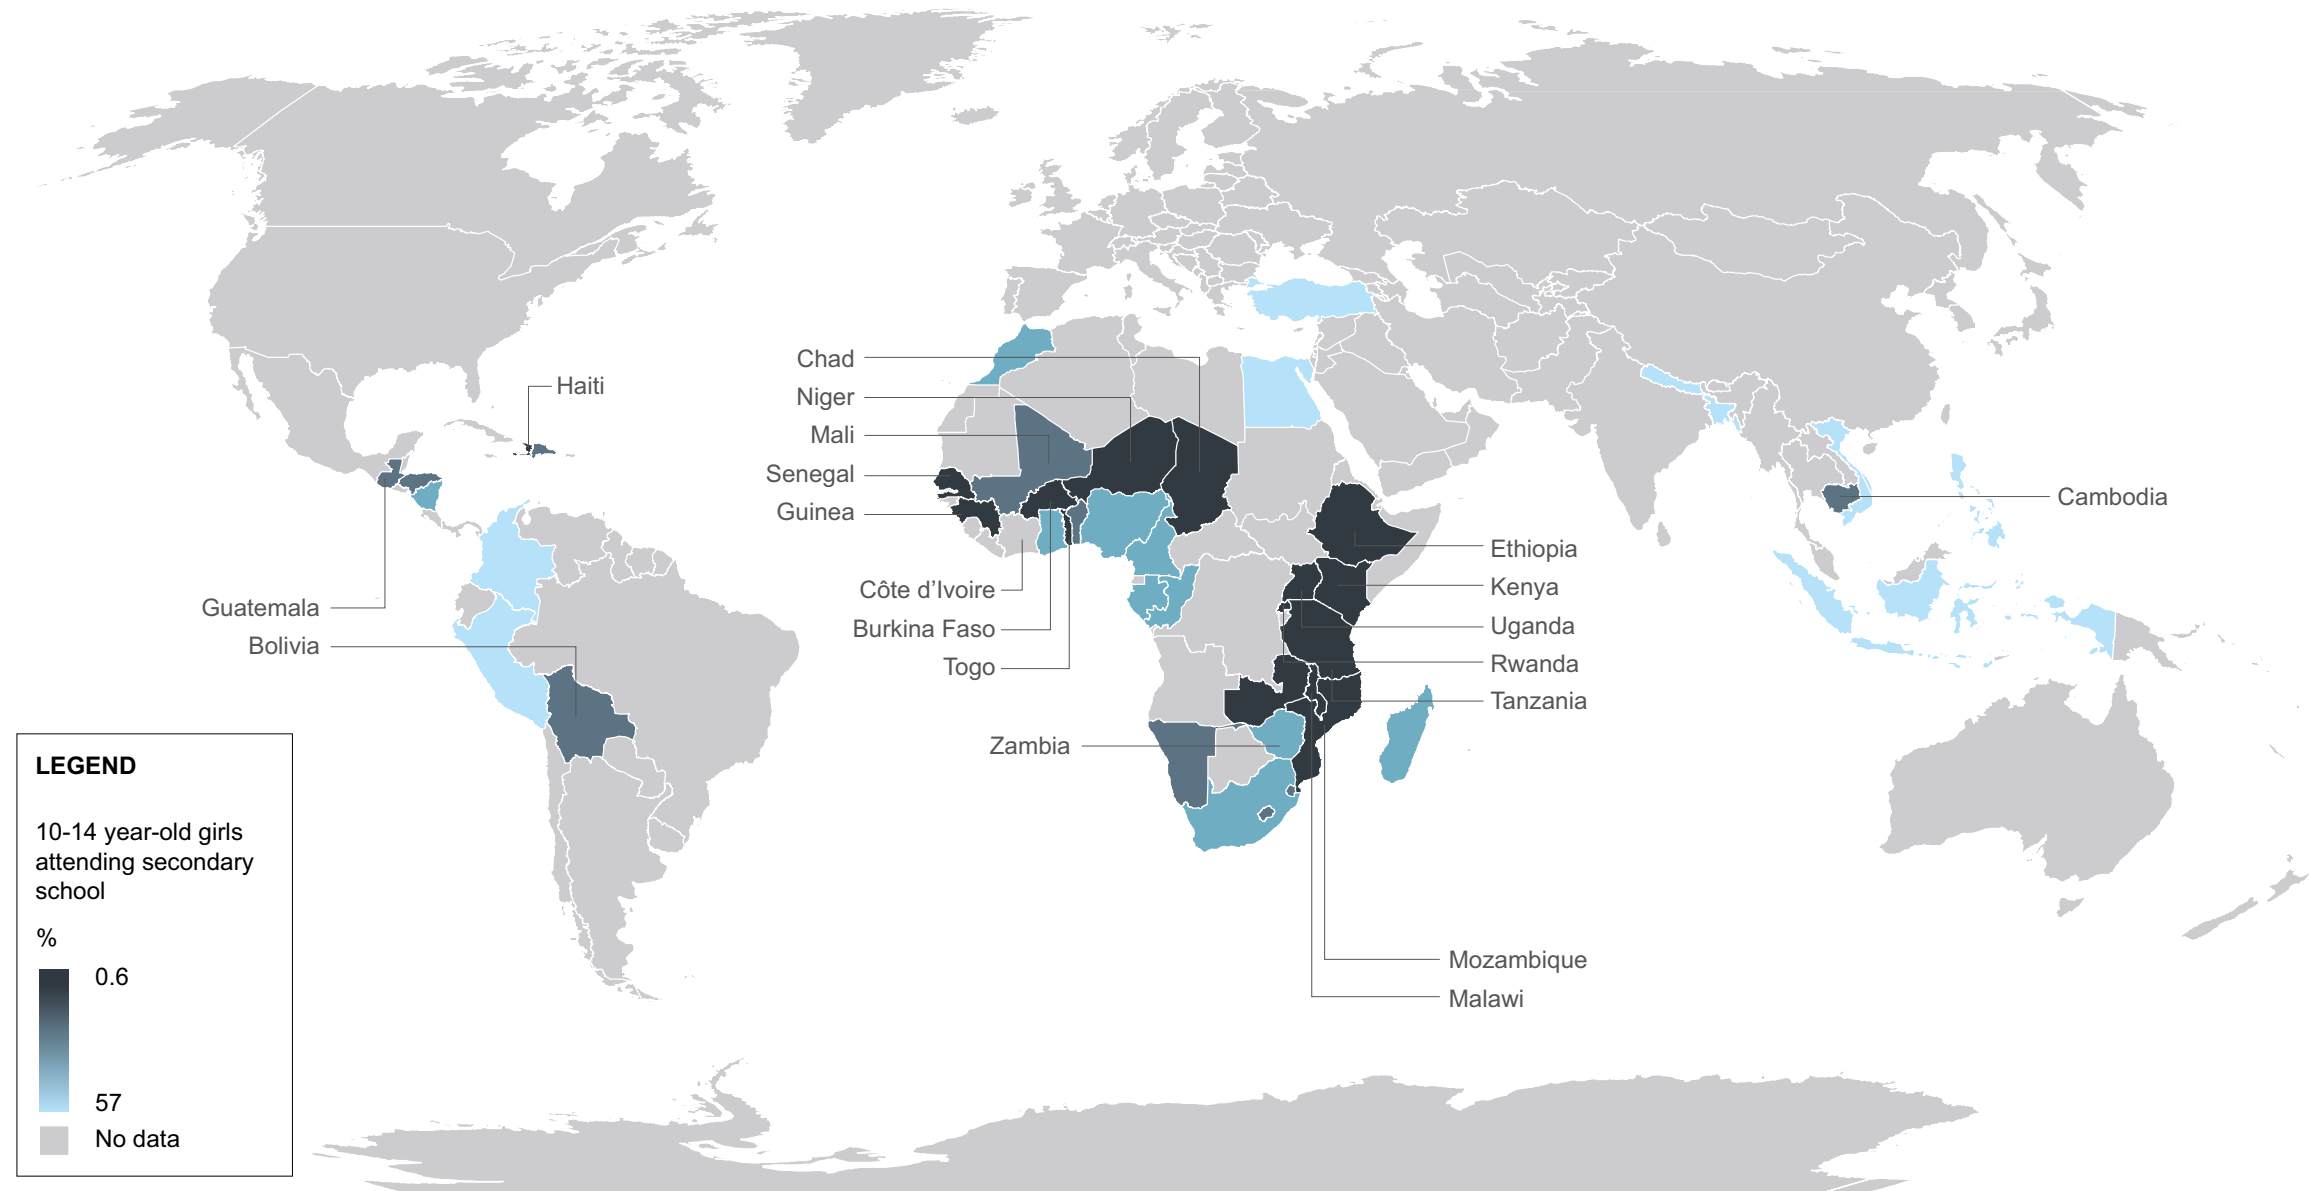 Haiti
Guatemala
Bolivia
Chad
Niger
Mali
Senegal
Guinea
Côte d’Ivoire
Burkina Faso
Togo
Zambia
Cambodia
Ethiopia
Kenya
Uganda
Rwanda
Tanzania
Mozambique
Malawi
LEGEND
10-14 year-old girls
attending secondary
school
%
0.6
57
No data